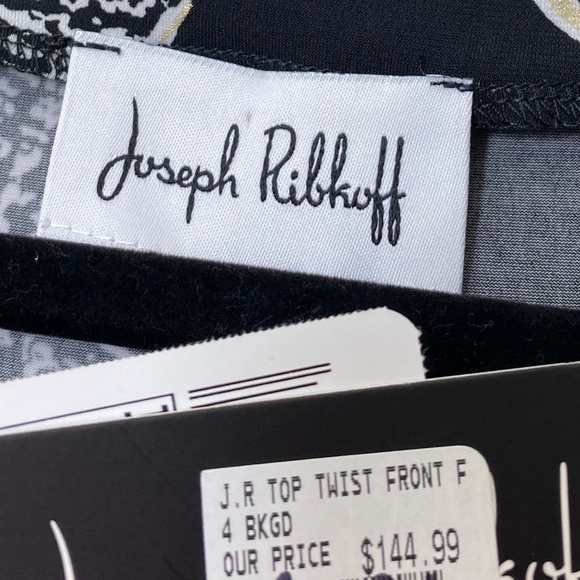 Joseph Ribkoff
J.R TOP TWIST FRONT F
4 BKGD
OUR PRICE $144.99